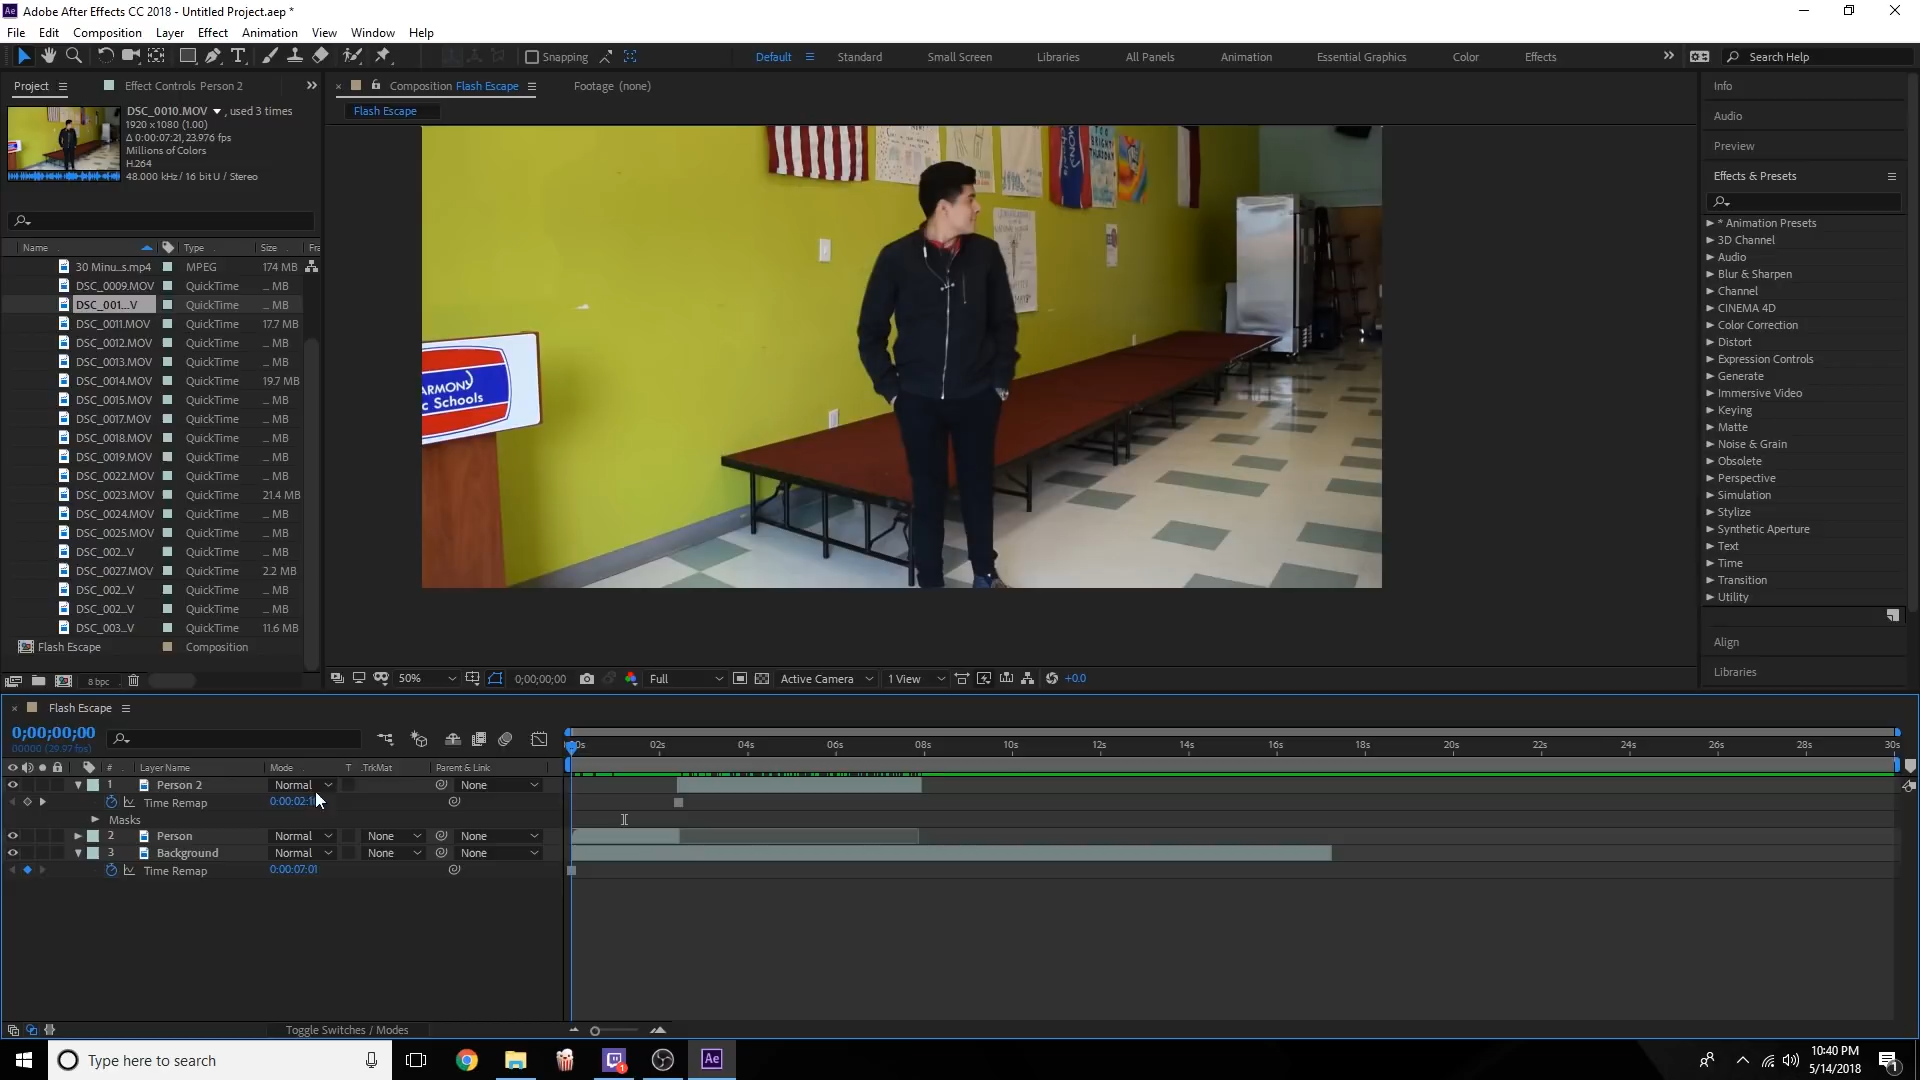 Adobe After Effects CC 2018 - Untitled Project.aep *
File Edit Composition Layer Effect Animation View Window Help
Snapping Default Standard Small Screen Libraries All Panels Animation Essential Graphics Color Effects Search Help
Project Effect Controls Person 2
DSC_0010.MOV , used 3 times
1920 x 1080 (1.00)
Δ 0:00:07:21, 23.976 fps
Millions of Colors
H.264
48.000 kHz / 16 bit U / Stereo
Name Type Size Fra
30 Minu...s.mp4 MPEG 174 MB
DSC_0009.MOV QuickTime ... MB
DSC_001...V QuickTime ... MB
DSC_0011.MOV QuickTime 17.7 MB
DSC_0012.MOV QuickTime ... MB
DSC_0013.MOV QuickTime ... MB
DSC_0014.MOV QuickTime 19.7 MB
DSC_0015.MOV QuickTime ... MB
DSC_0017.MOV QuickTime ... MB
DSC_0018.MOV QuickTime ... MB
DSC_0019.MOV QuickTime ... MB
DSC_0022.MOV QuickTime ... MB
DSC_0023.MOV QuickTime 21.4 MB
DSC_0024.MOV QuickTime ... MB
DSC_0025.MOV QuickTime ... MB
DSC_002...V QuickTime ... MB
DSC_0027.MOV QuickTime 2.2 MB
DSC_002...V QuickTime ... MB
DSC_002...V QuickTime ... MB
DSC_003...V QuickTime 11.6 MB
Flash Escape Composition
8 bpc
Composition Flash Escape Footage (none)
Flash Escape
ARMONY
c Schools
50% 0;00;00;00 Full Active Camera 1 View +0.0
Info
Audio
Preview
Effects & Presets
* Animation Presets
3D Channel
Audio
Blur & Sharpen
Channel
CINEMA 4D
Color Correction
Distort
Expression Controls
Generate
Immersive Video
Keying
Matte
Noise & Grain
Obsolete
Perspective
Simulation
Stylize
Synthetic Aperture
Text
Time
Transition
Utility
Align
Libraries
Flash Escape
0;00;00;00
00000 (29.97 fps)
:00s 02s 04s 06s 08s 10s 12s 14s 16s 18s 20s 22s 24s 26s 28s 30s
# Layer Name Mode T .TrkMat Parent & Link
1 Person 2 Normal None
Time Remap
Masks
2 Person Normal None None
3 Background Normal None None
Time Remap 0:00:07:01
Toggle Switches / Modes
Type here to search
Ae
10:40 PM
5/14/2018